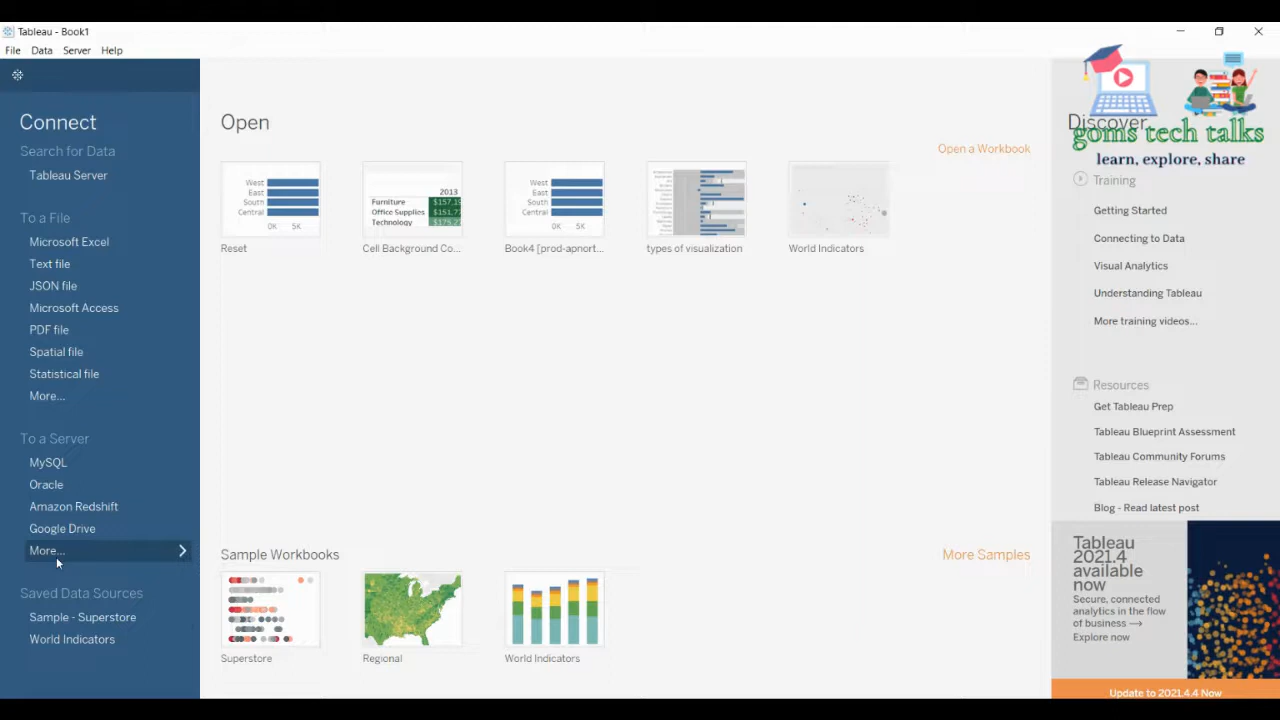 Tableau - Book1
File Data Server Help
Connect
Search for Data
Tableau Server
To a File
Microsoft Excel
Text file
JSON file
Microsoft Access
PDF file
Spatial file
Statistical file
More...
To a Server
MySQL
Oracle
Amazon Redshift
Google Drive
More...
Saved Data Sources
Sample - Superstore
World Indicators
Open
Open a Workbook
West
East
South
Central
0K 5K
Reset
2013
Furniture
Office Supplies
Technology
Cell Background Co...
West
East
South
Central
0K 5K
Book4 [prod-apnort...
types of visualization
World Indicators
Sample Workbooks
More Samples
Superstore
Regional
World Indicators
Discover
goms tech talks
learn, explore, share
Training
Getting Started
Connecting to Data
Visual Analytics
Understanding Tableau
More training videos...
Resources
Get Tableau Prep
Tableau Blueprint Assessment
Tableau Community Forums
Tableau Release Navigator
Blog - Read latest post
Tableau
2021.4
available
now
Secure, connected
analytics in the flow
of business →
Explore now
Update to 2021.4.4 Now